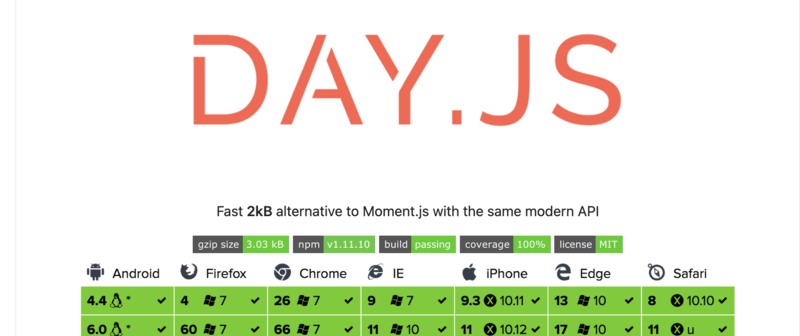 DAY.JS
Fast 2kB alternative to Moment.js with the same modern API
gzip size 3.03 kB npm v1.11.10 build passing coverage 100% license MIT
Android Firefox Chrome IE iPhone Edge Safari
4.4 * ✔ 4 7 ✔ 26 7 ✔ 9 7 ✔ 9.3 10.11 ✔ 13 10 ✔ 8 10.10 ✔
6.0 * ✔ 60 7 ✔ 66 7 ✔ 11 10 ✔ 11 10.12 ✔ 17 10 ✔ 11 u ✔